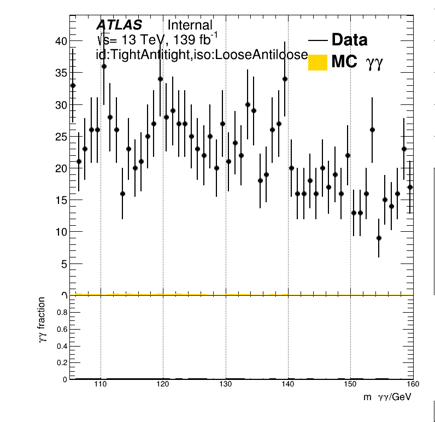 ATLAS Internal
√s= 13 TeV, 139 fb⁻¹
id:TightAntitight,iso:LooseAntiloose
Data
MC γγ
40
35
30
25
20
15
10
5
0
0.8
0.6
0.4
0.2
0
γγ fraction
110 120 130 140 150 160
m γγ/GeV